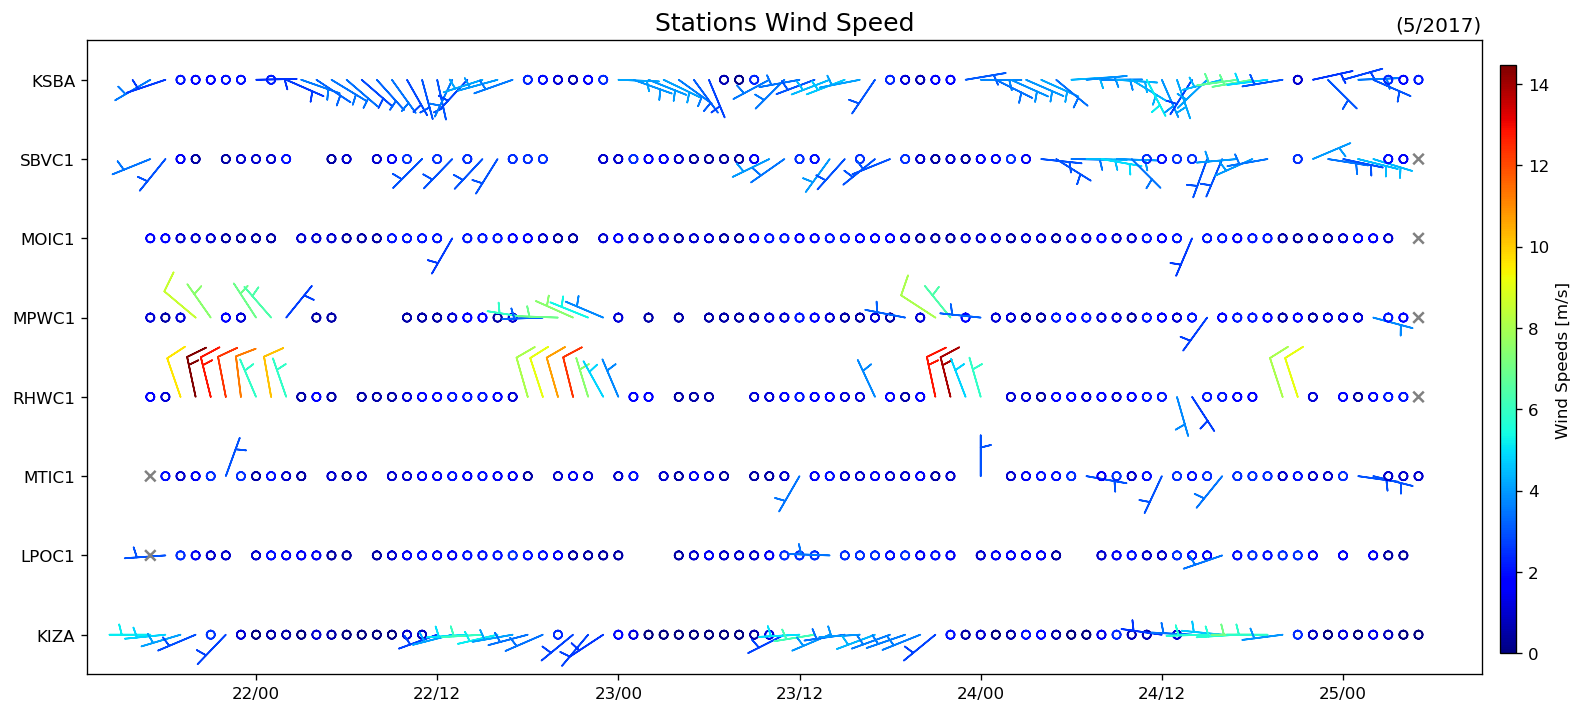 Stations Wind Speed
(5/2017)
KSBA
SBVC1
MOIC1
MPWC1
RHWC1
MTIC1
LPOC1
KIZA
22/00
22/12
23/00
23/12
24/00
24/12
25/00
14
12
10
8
6
4
2
0
Wind Speeds [m/s]